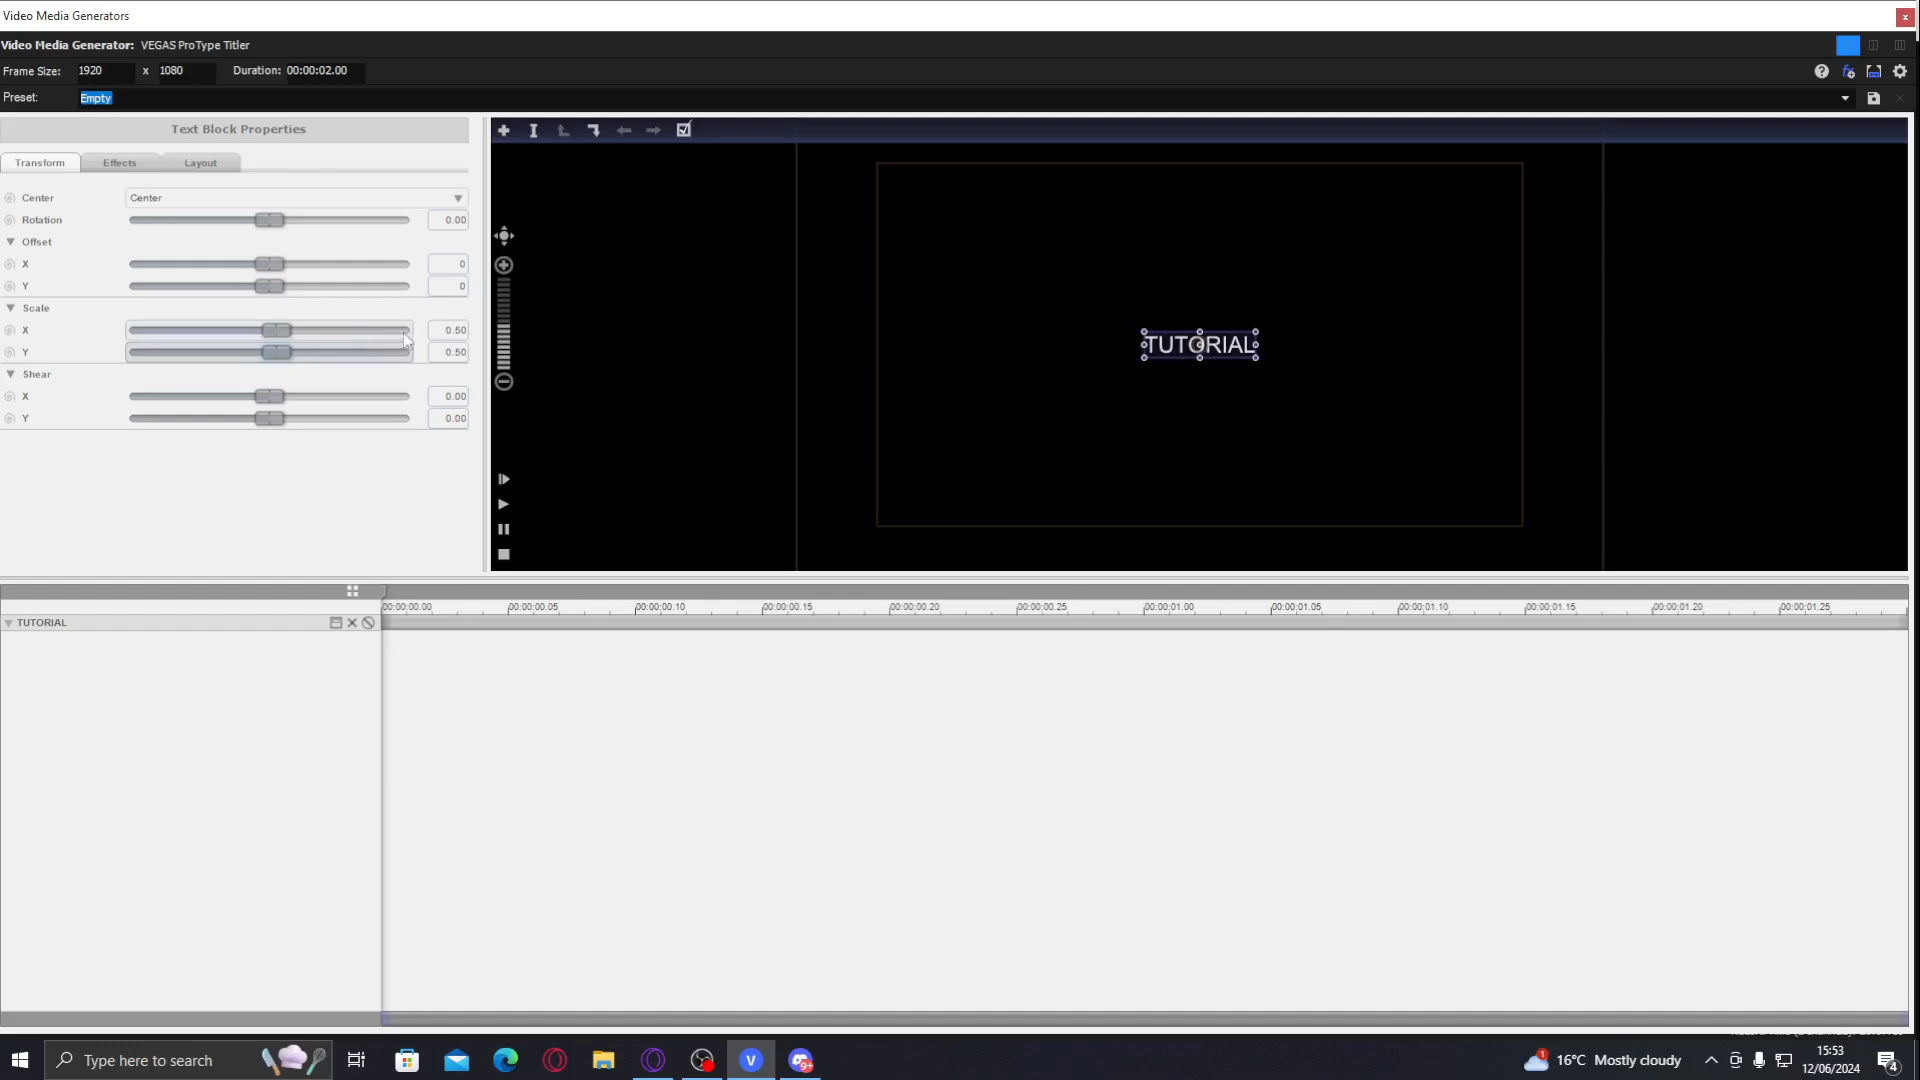 Video Media Generators
Video Media Generator: VEGAS ProType Titler
Frame Size: 1920 x 1080 Duration: 00:00:02.00
Preset: Empty
Text Block Properties
Transform Effects Layout
Center Center
Rotation 0.00
Offset
X 0
Y 0
Scale
X 0.50
Y 0.50
Shear
X 0.00
Y 0.00
TUTORIAL
00:00:00.00 00:00:00.05 00:00:00.10 00:00:00.15 00:00:00.20 00:00:00.25 00:00:01.00 00:00:01.05 00:00:01.10 00:00:01.15 00:00:01.20 00:00:01.25
TUTORIAL
Type here to search
V
9+
1
16°C Mostly cloudy
15:53
12/06/2024
4